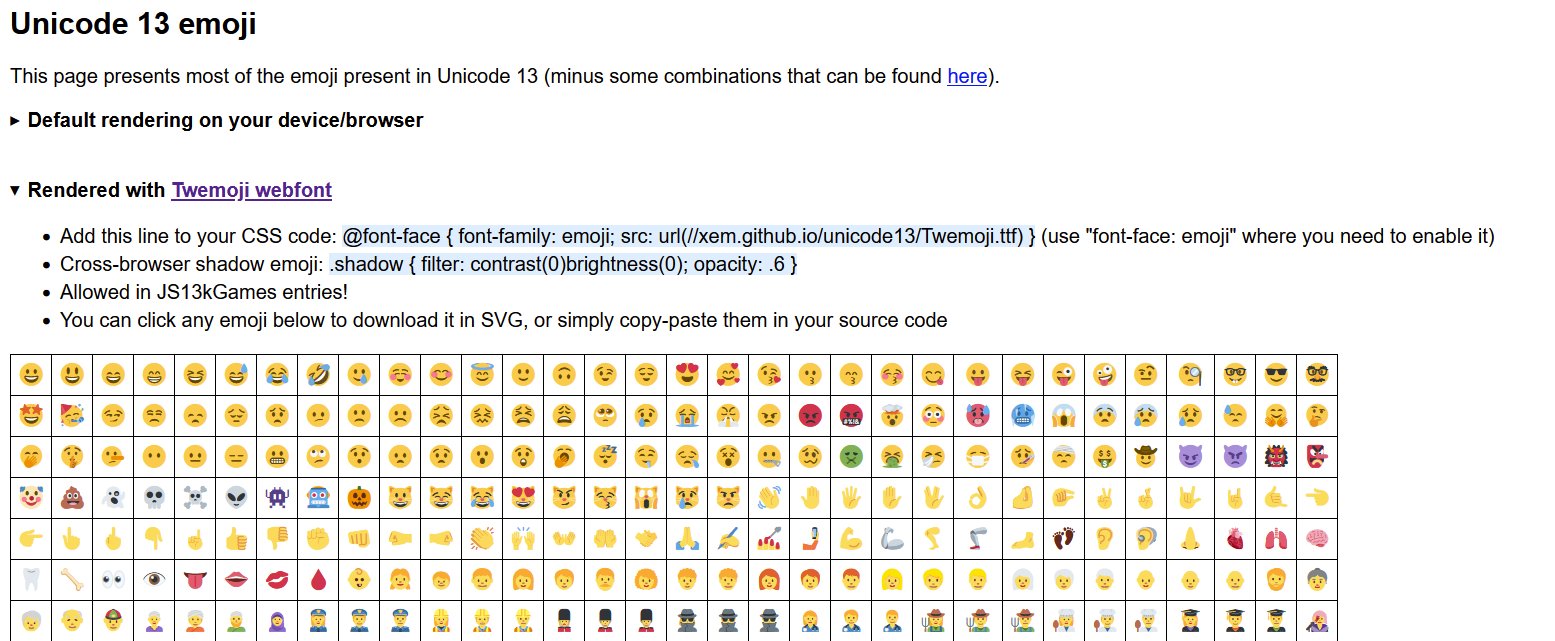 Unicode 13 emoji
This page presents most of the emoji present in Unicode 13 (minus some combinations that can be found here).
▸ Default rendering on your device/browser
▾ Rendered with Twemoji webfont
• Add this line to your CSS code: @font-face { font-family: emoji; src: url(//xem.github.io/unicode13/Twemoji.ttf) } (use "font-face: emoji" where you need to enable it)
• Cross-browser shadow emoji: .shadow { filter: contrast(0)brightness(0); opacity: .6 }
• Allowed in JS13kGames entries!
• You can click any emoji below to download it in SVG, or simply copy-paste them in your source code